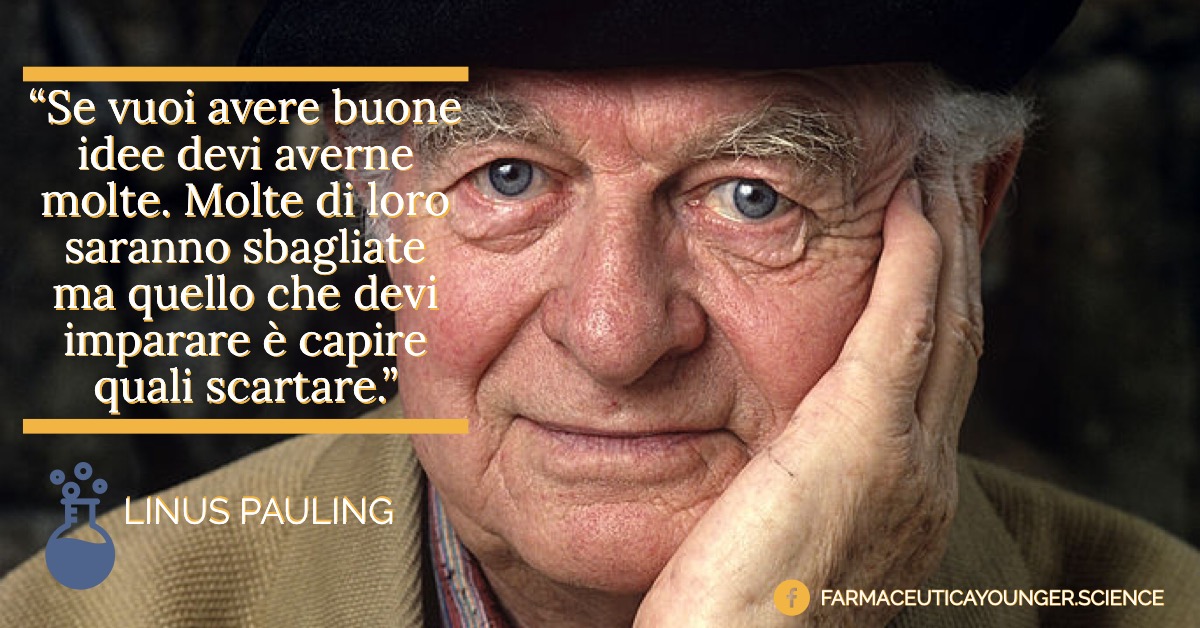 “Se vuoi avere buone
idee devi averne
molte. Molte di loro
saranno sbagliate
ma quello che devi
imparare è capire
quali scartare.”
LINUS PAULING
f FARMACEUTICAYOUNGER.SCIENCE